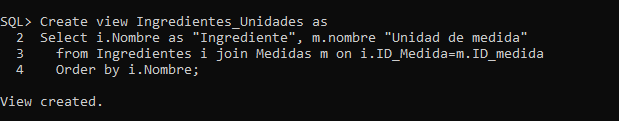 SQL> Create view Ingredientes_Unidades as
2 Select i.Nombre as "Ingrediente", m.nombre "Unidad de medida"
3 from Ingredientes i join Medidas m on i.ID_Medida=m.ID_medida
4 Order by i.Nombre;
View created.